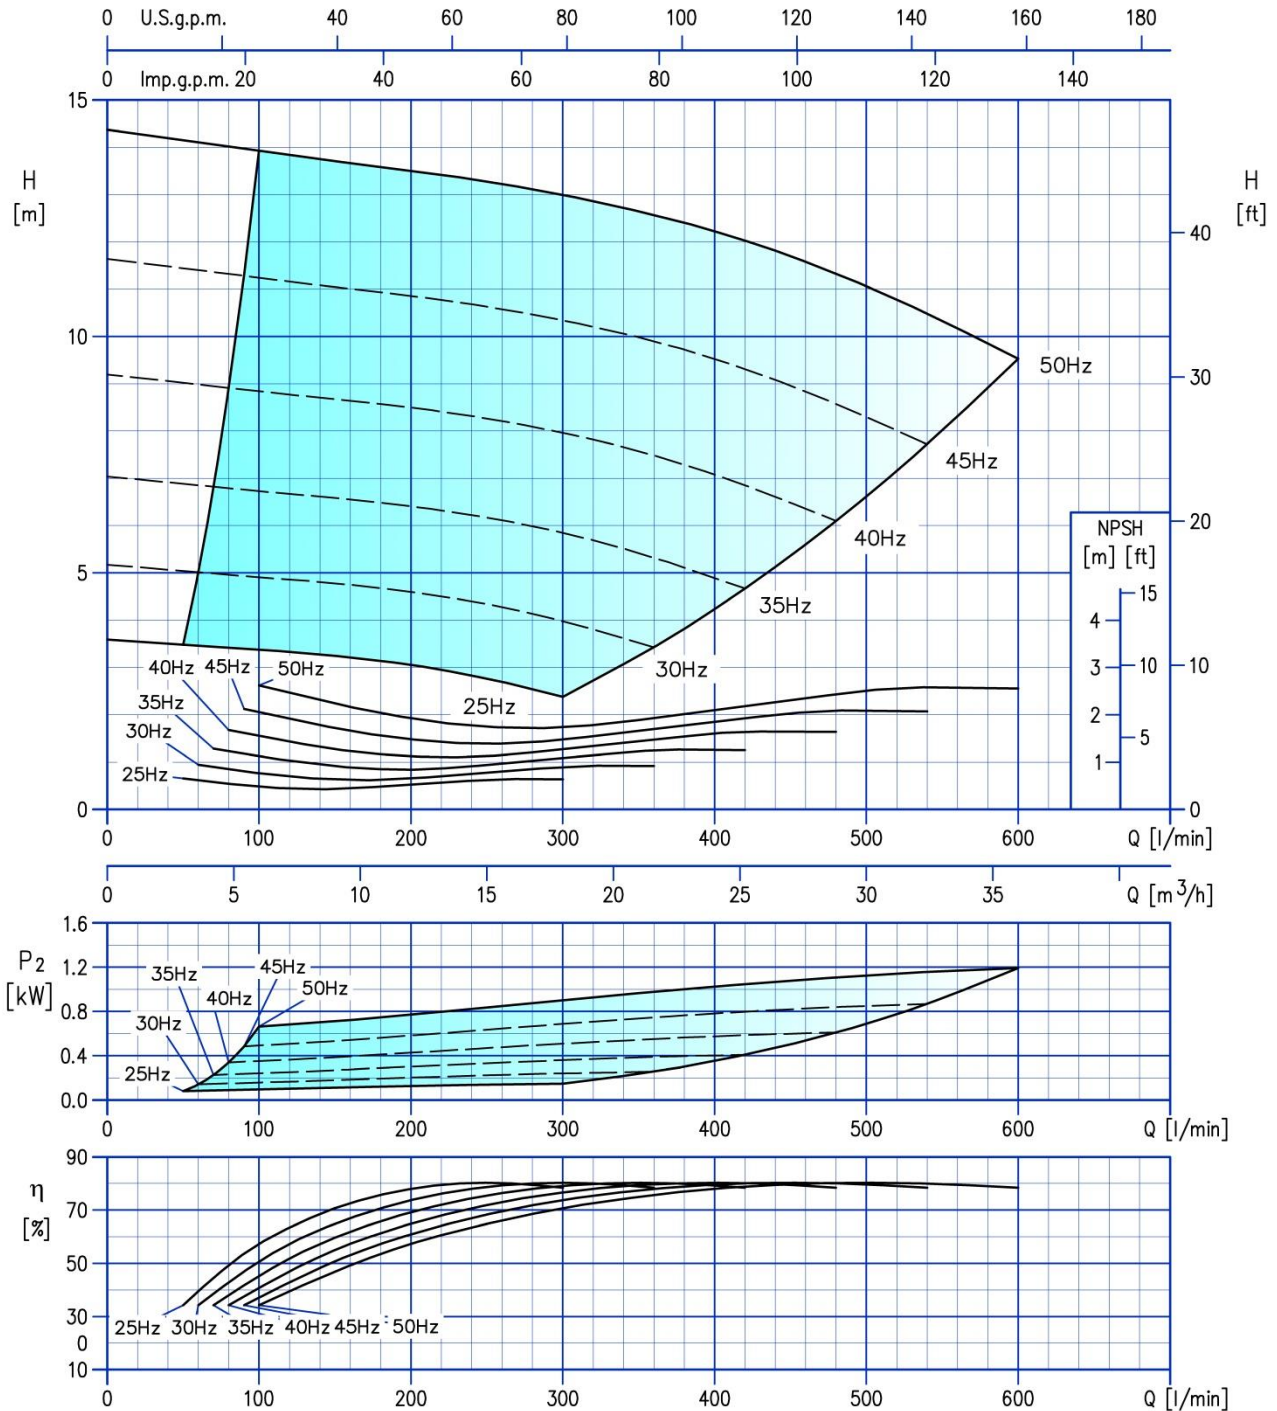 0 U.S.g.p.m. 40 60 80 100 120 140 160 180
0 Imp.g.p.m. 20 40 60 80 100 120 140
15
H
[m]
H
[ft]
40
10
50Hz
30
45Hz
40Hz
20
NPSH
[m] [ft]
5
15
35Hz
4
40Hz 45Hz 50Hz
30Hz
3
10
10
35Hz
25Hz
2
30Hz
5
25Hz
1
0
0
0 100 200 300 400 500 600 Q [l/min]
0 5 10 15 20 25 30 35 Q [m³/h]
1.6
P2
[kW]
1.2
35Hz
45Hz
40Hz
50Hz
0.8
30Hz
0.4
25Hz
0.0
0 100 200 300 400 500 600 Q [l/min]
90
η
[%]
70
50
30
25Hz 30Hz 35Hz 40Hz 45Hz 50Hz
0
10
0 100 200 300 400 500 600 Q [l/min]